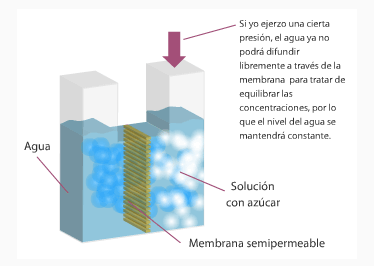 Si yo ejerzo una cierta
presión, el agua ya no
podrá difundir
libremente a través de la
membrana para tratar de
equilibrar las
concentraciones, por lo
que el nivel del agua se
mantendrá constante.
Agua
Solución
con azúcar
Membrana semipermeable